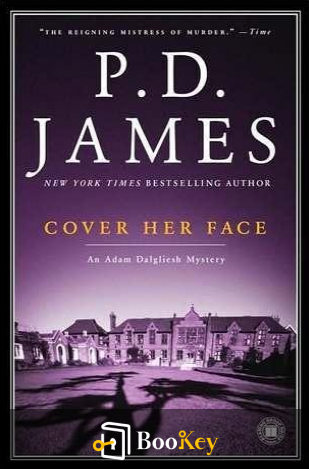 "THE REIGNING MISTRESS OF MURDER." —Time
P. D.
JAMES
NEW YORK TIMES BESTSELLING AUTHOR
COVER HER FACE
An Adam Dalgliesh Mystery
BooKey